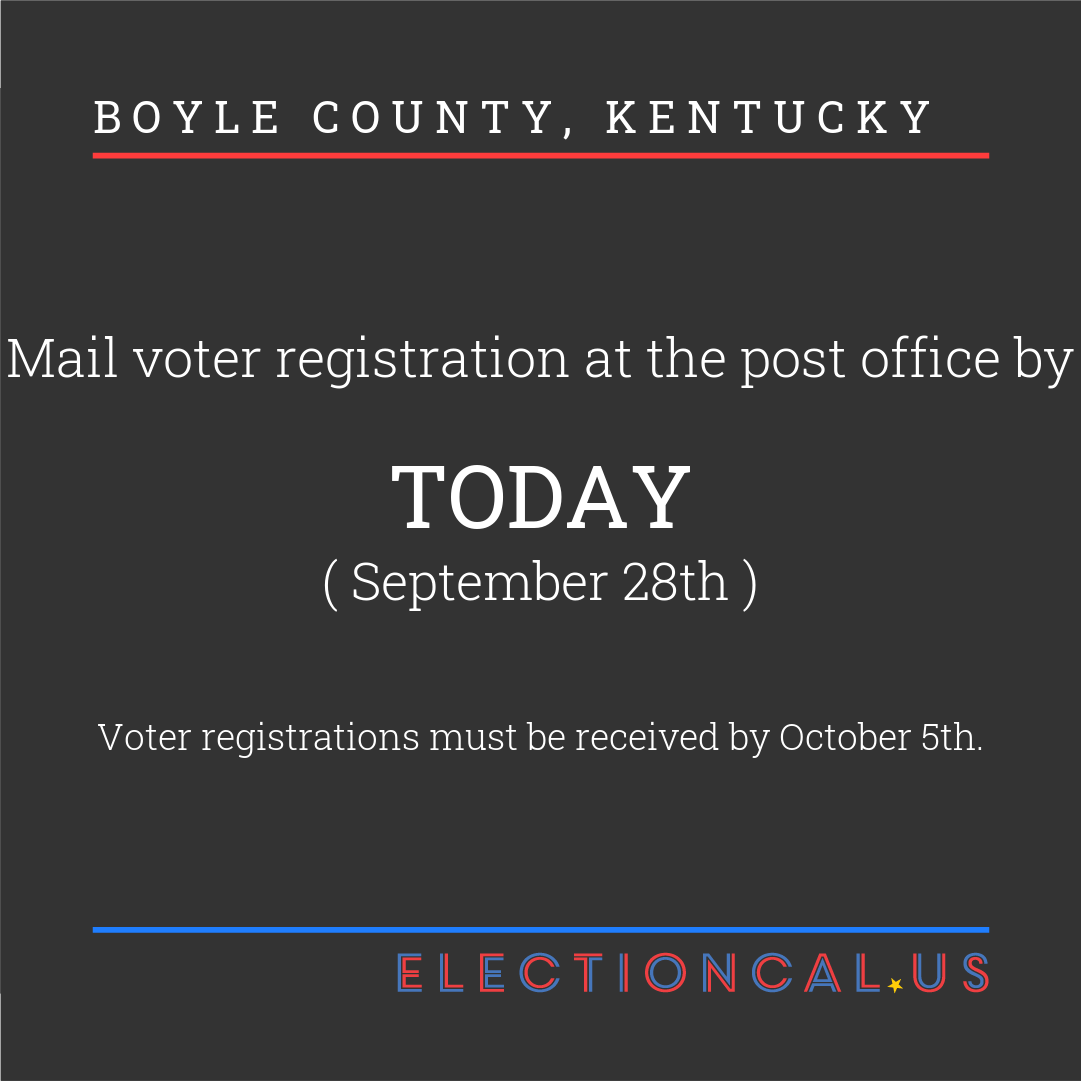 BOYLE COUNTY, KENTUCKY
Mail voter registration at the post office by
TODAY
( September 28th )
Voter registrations must be received by October 5th.
ELECTIONCAL.US